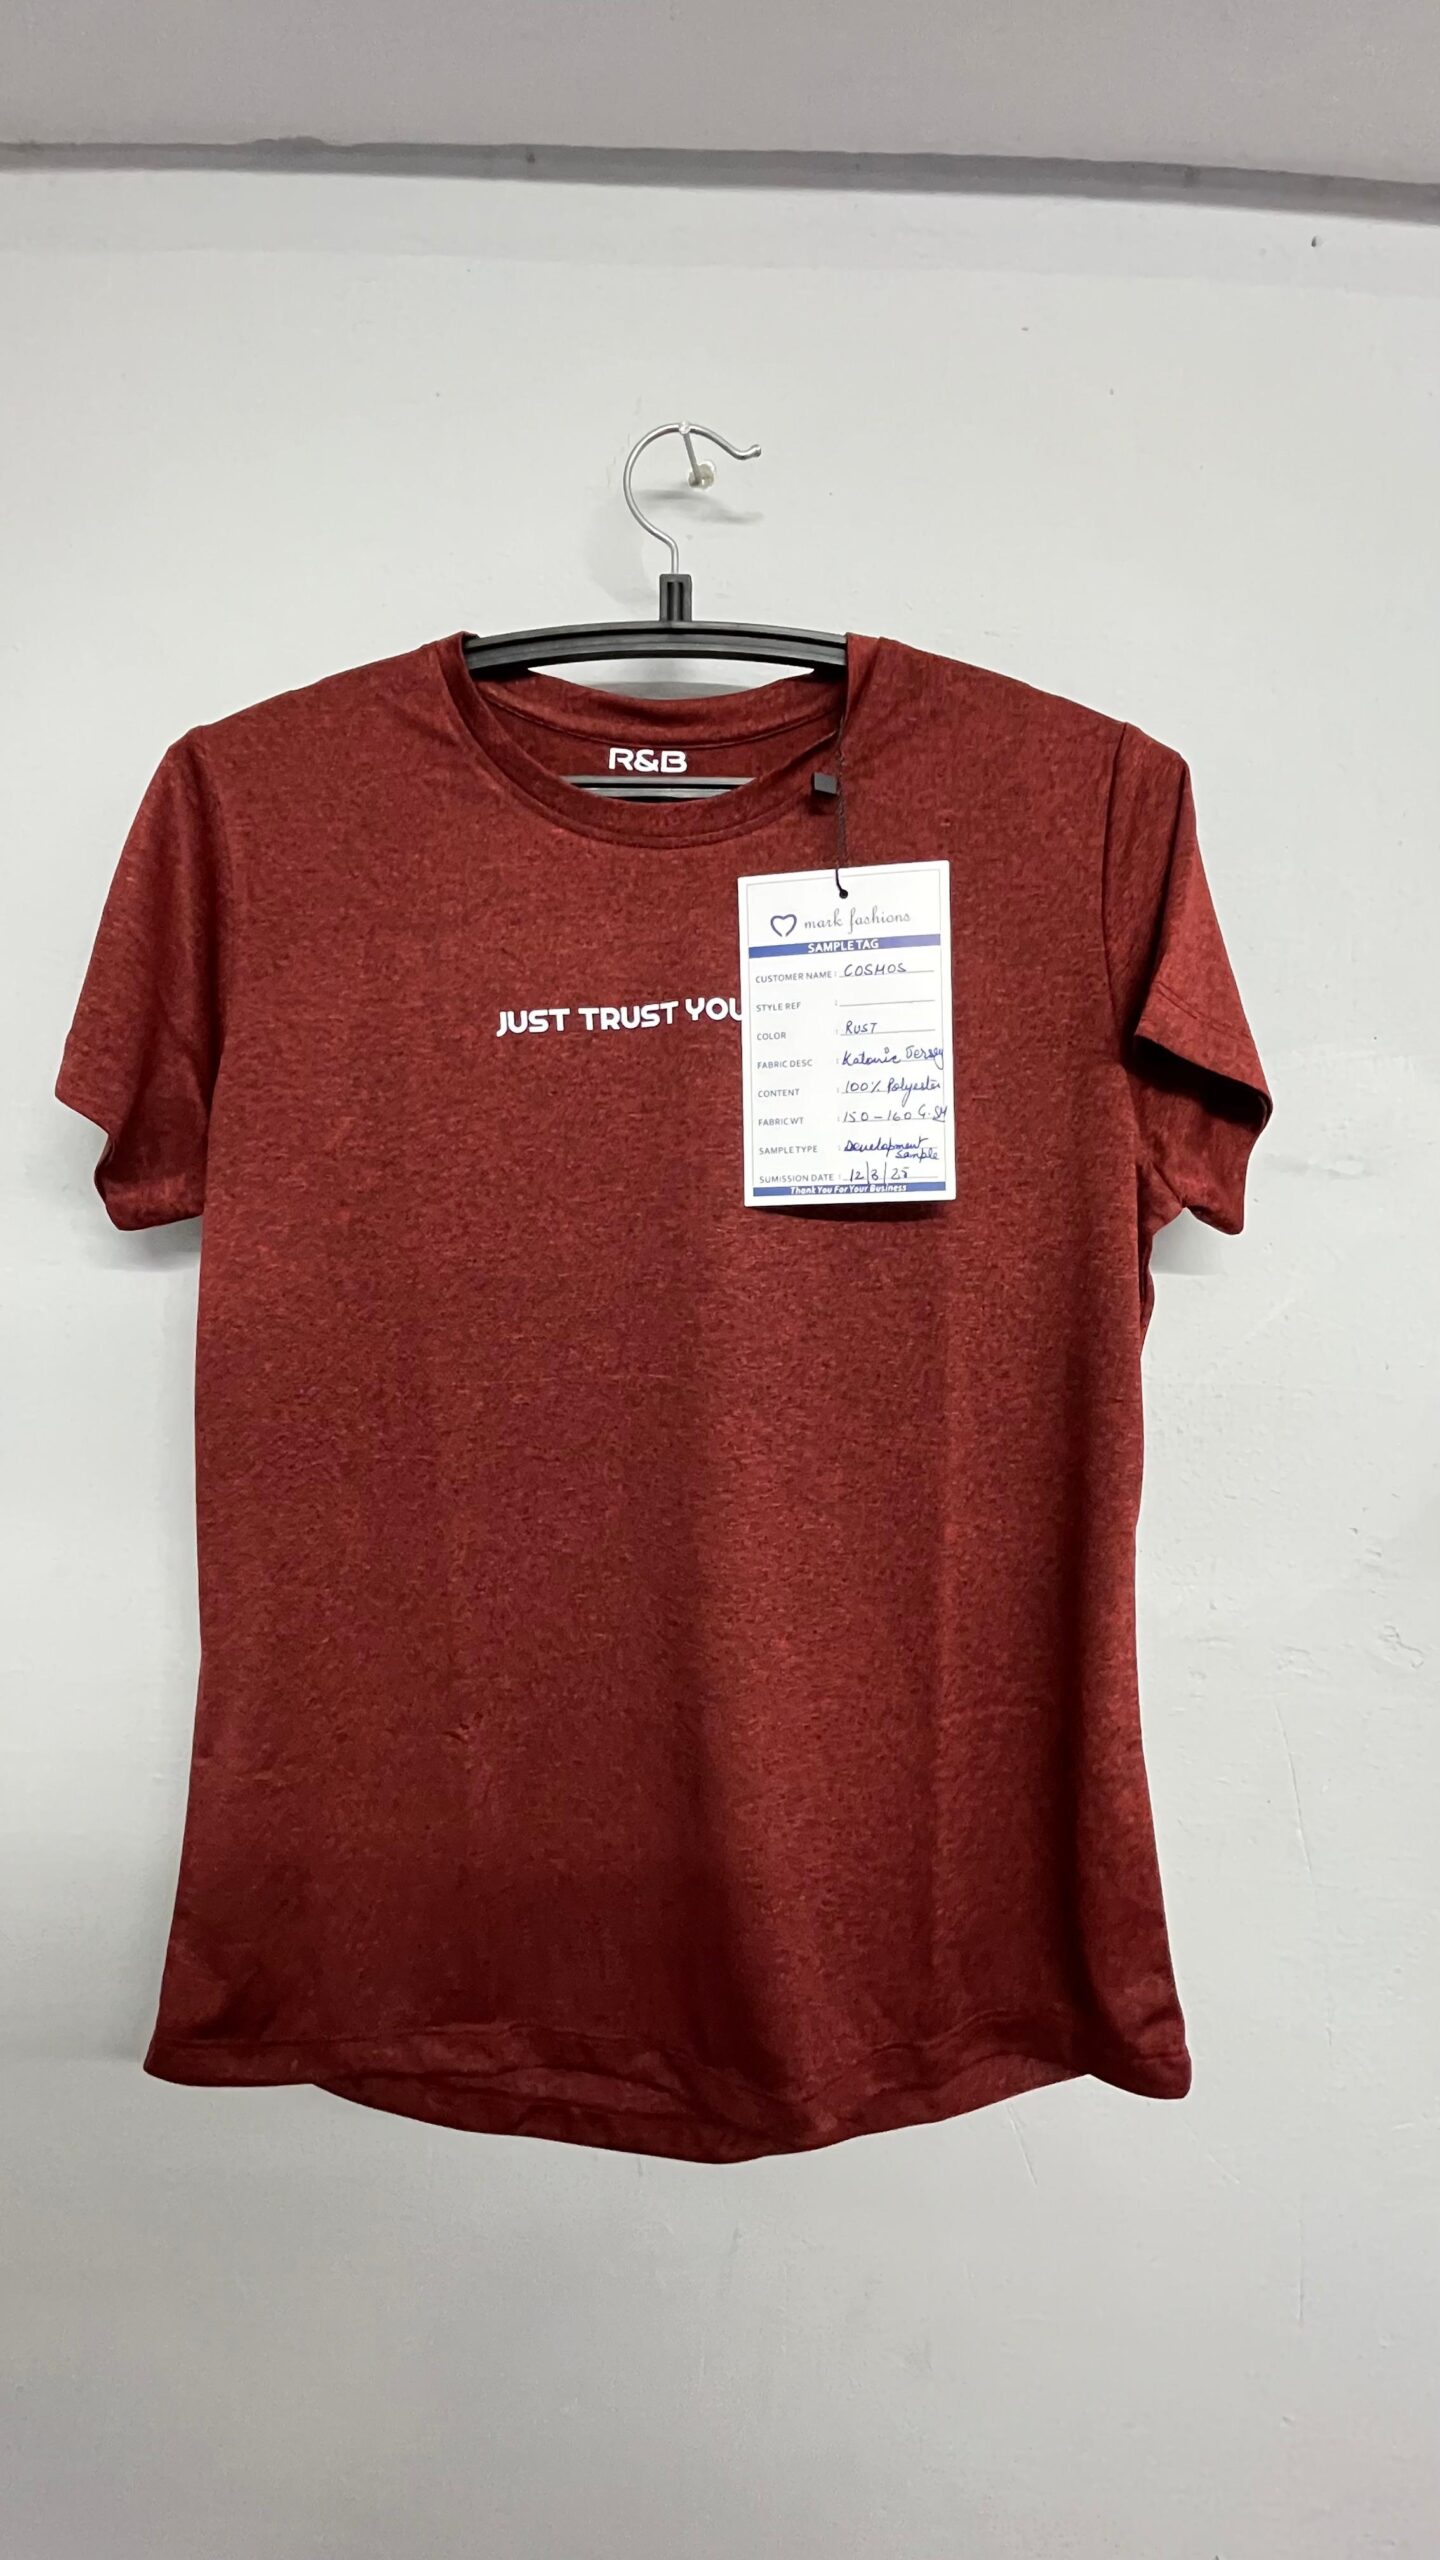 R&B
JUST TRUST YOU
mark fashions
SAMPLE TAG
CUSTOMER NAME : COSMOS
STYLE REF :
COLOR : RUST
FABRIC DESC : Katonic Jersey
CONTENT : 100% Polyester
FABRIC WT : 150-160 G.SM
SAMPLE TYPE : Development Sample
SUMISSION DATE : 12/3/25
Thank You For Your Business